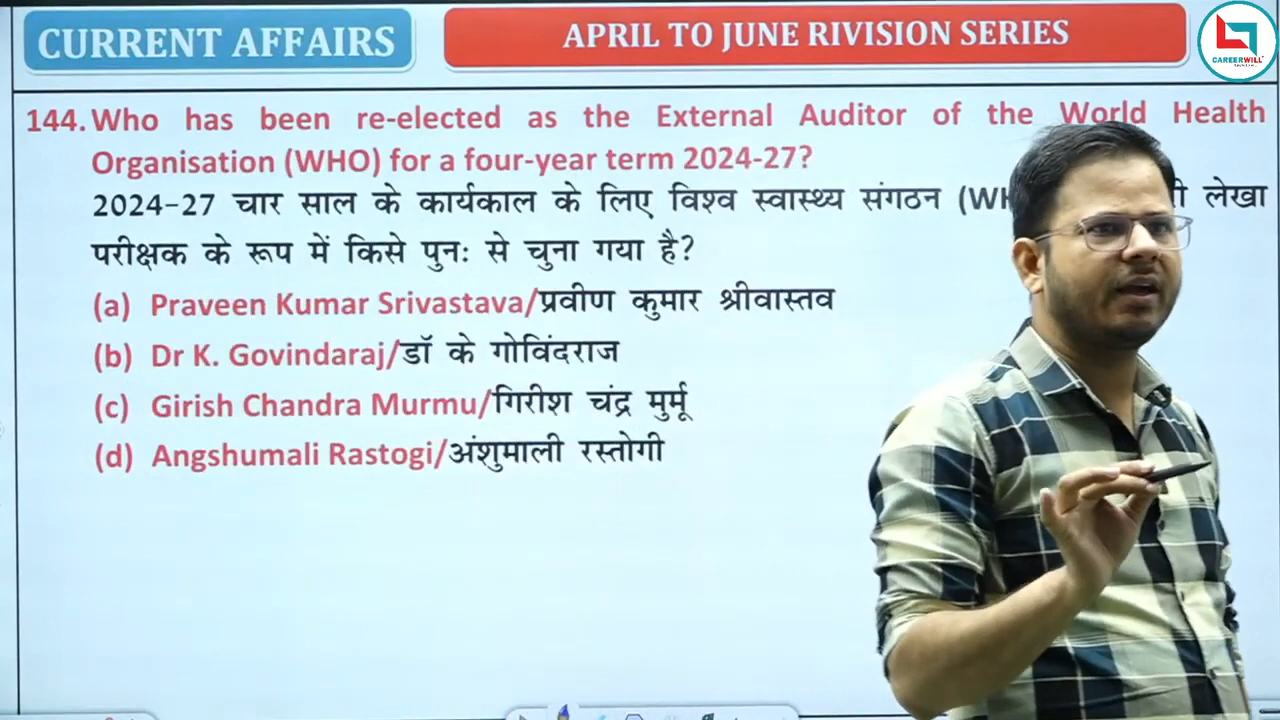 CURRENT AFFAIRS
APRIL TO JUNE RIVISION SERIES
CAREERWILL
144. Who has been re-elected as the External Auditor of the World Health
Organisation (WHO) for a four-year term 2024-27?
2024-27 चार साल के कार्यकाल के लिए विश्व स्वास्थ्य संगठन लेखा
परीक्षक के रूप में किसे पुनः से चुना गया है?
(a) Praveen Kumar Srivastava/प्रवीण कुमार श्रीवास्तव
(b) Dr K. Govindaraj/डॉ के गोविंदराज
(c) Girish Chandra Murmu/गिरीश चंद्र मुर्मू
(d) Angshumali Rastogi/अंशुमाली रस्तोगी